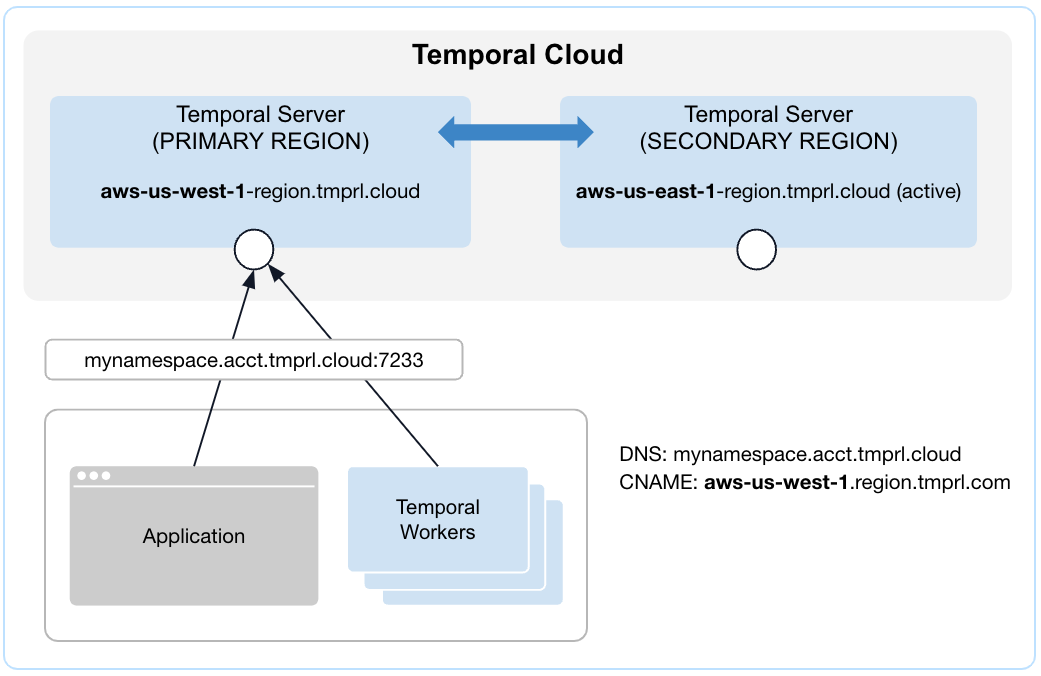 Temporal Cloud
Temporal Server
(PRIMARY REGION)
aws-us-west-1-region.tmprl.cloud
Temporal Server
(SECONDARY REGION)
aws-us-east-1-region.tmprl.cloud (active)
mynamespace.acct.tmprl.cloud:7233
Application
Temporal
Workers
DNS: mynamespace.acct.tmprl.cloud
CNAME: aws-us-west-1.region.tmprl.com